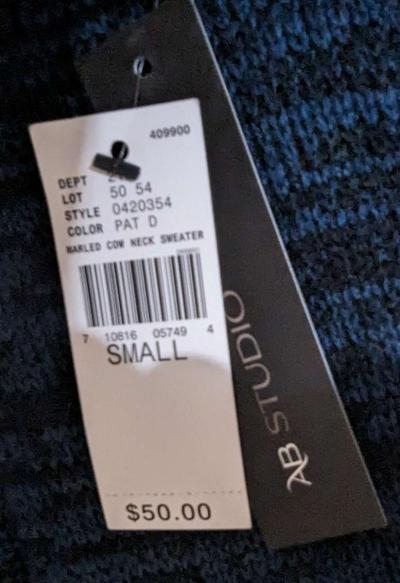 409900
DEPT
LOT 50 54
STYLE 0420354
COLOR PAT D
MARLED COW NECK SWEATER
7 10816 05749 4
SMALL
$50.00
AB STUDIO